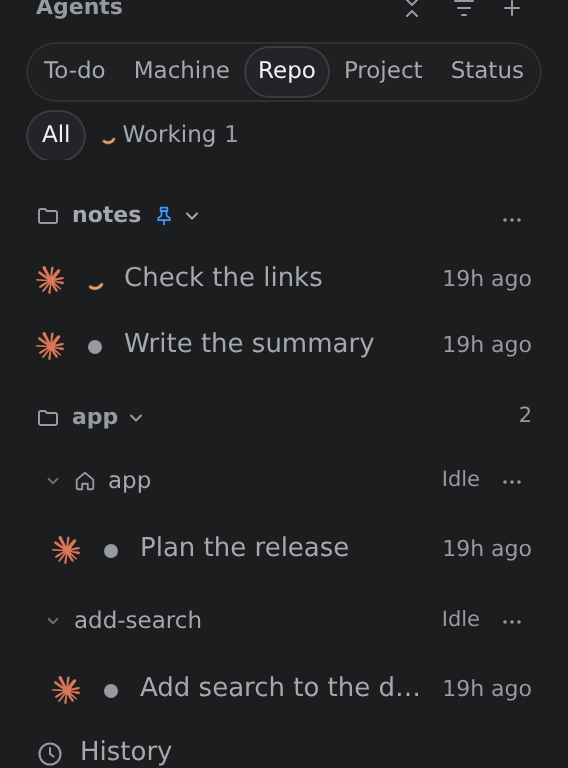 Agents
To-do Machine Repo Project Status
All Working 1
notes ...
Check the links 19h ago
Write the summary 19h ago
app 2
app Idle ...
Plan the release 19h ago
add-search Idle ...
Add search to the d... 19h ago
History